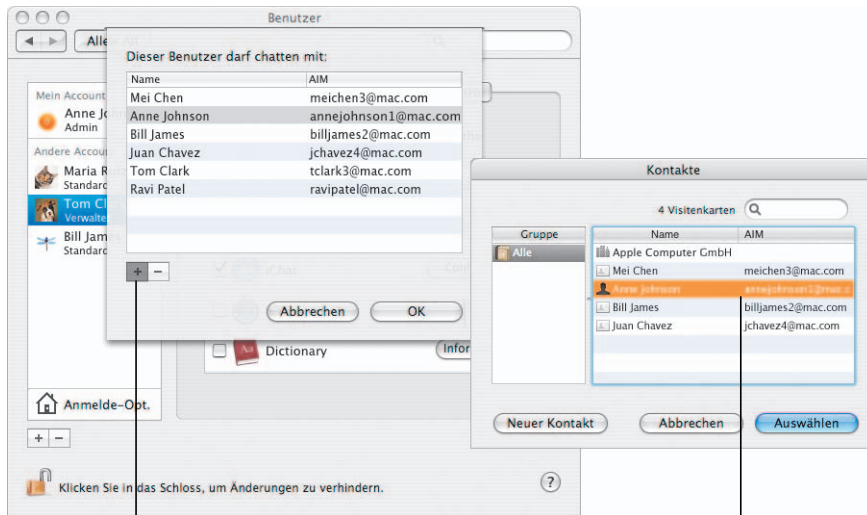 Benutzer
Alle
Mein Account
Anne Jo
Admin
Andere Accou
Maria R
Standard
Tom Cl
Verwalte
Bill Jam
Standard
Anmelde-Opt.
+ −
Klicken Sie in das Schloss, um Änderungen zu verhindern.
?
Dieser Benutzer darf chatten mit:
Name AIM
Mei Chen meichen3@mac.com
Anne Johnson annejohnson1@mac.com
Bill James billjames2@mac.com
Juan Chavez jchavez4@mac.com
Tom Clark tclark3@mac.com
Ravi Patel ravipatel@mac.com
+ −
Abbrechen OK
iChat
Dictionary Infor
Kontakte
4 Visitenkarten
Gruppe Name AIM
Alle
Apple Computer GmbH
Mei Chen meichen3@mac.com
Anne Johnson annejohnson1@mac.c
Bill James billjames2@mac.com
Juan Chavez jchavez4@mac.com
Neuer Kontakt Abbrechen Auswählen